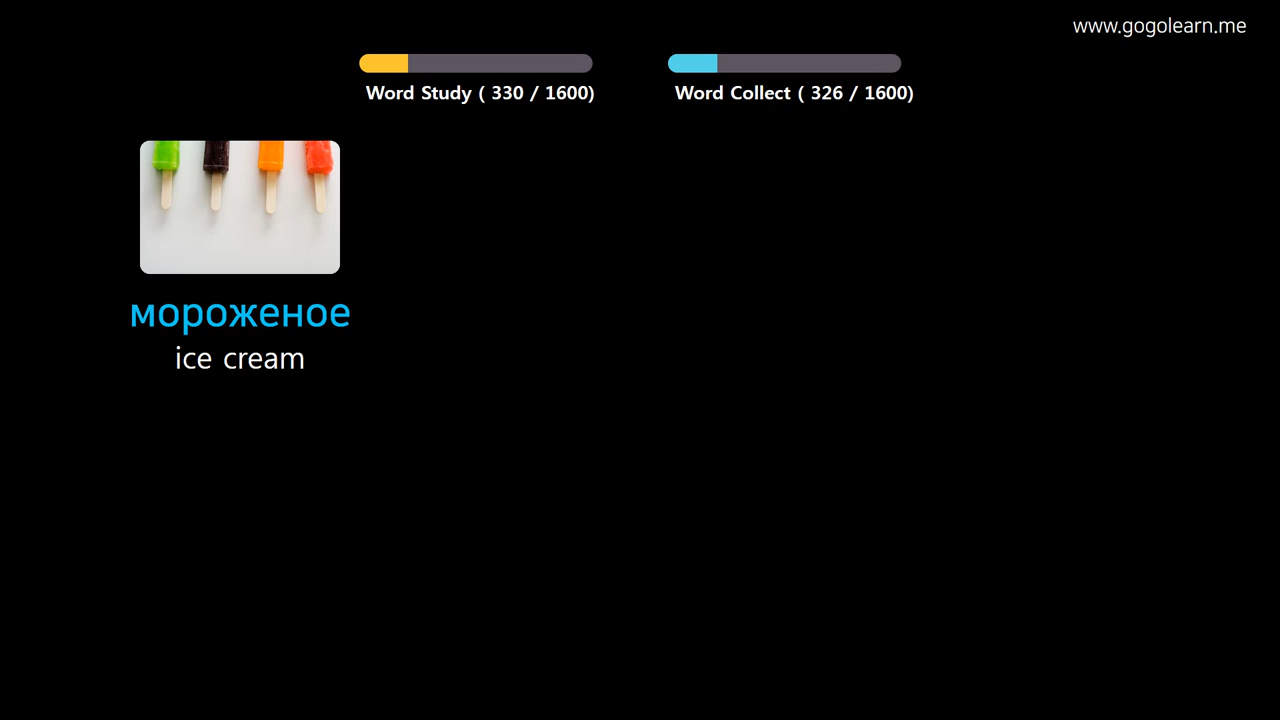 www.gogolearn.me
Word Study ( 330 / 1600)
Word Collect ( 326 / 1600)
мороженое
ice cream